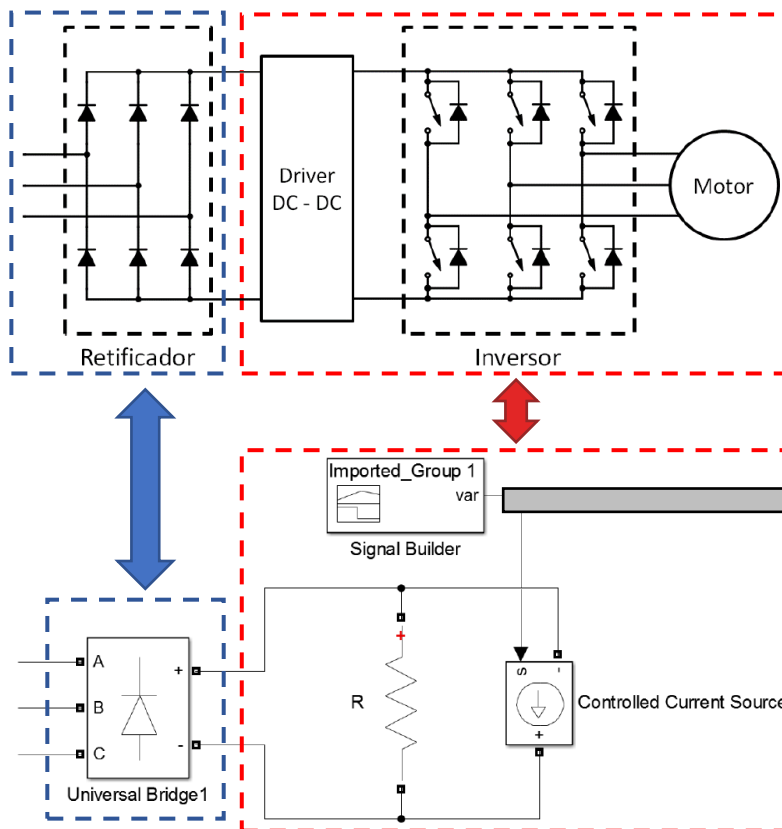 Driver
DC - DC
Motor
Retificador
Inversor
Imported_Group 1
var
Signal Builder
A
+
B
-
C
Universal Bridge1
+
R
s
-
+
Controlled Current Source